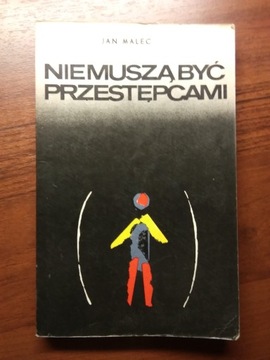 JAN MALEC
NIE MUSZĄ BYĆ
PRZESTĘPCAMI